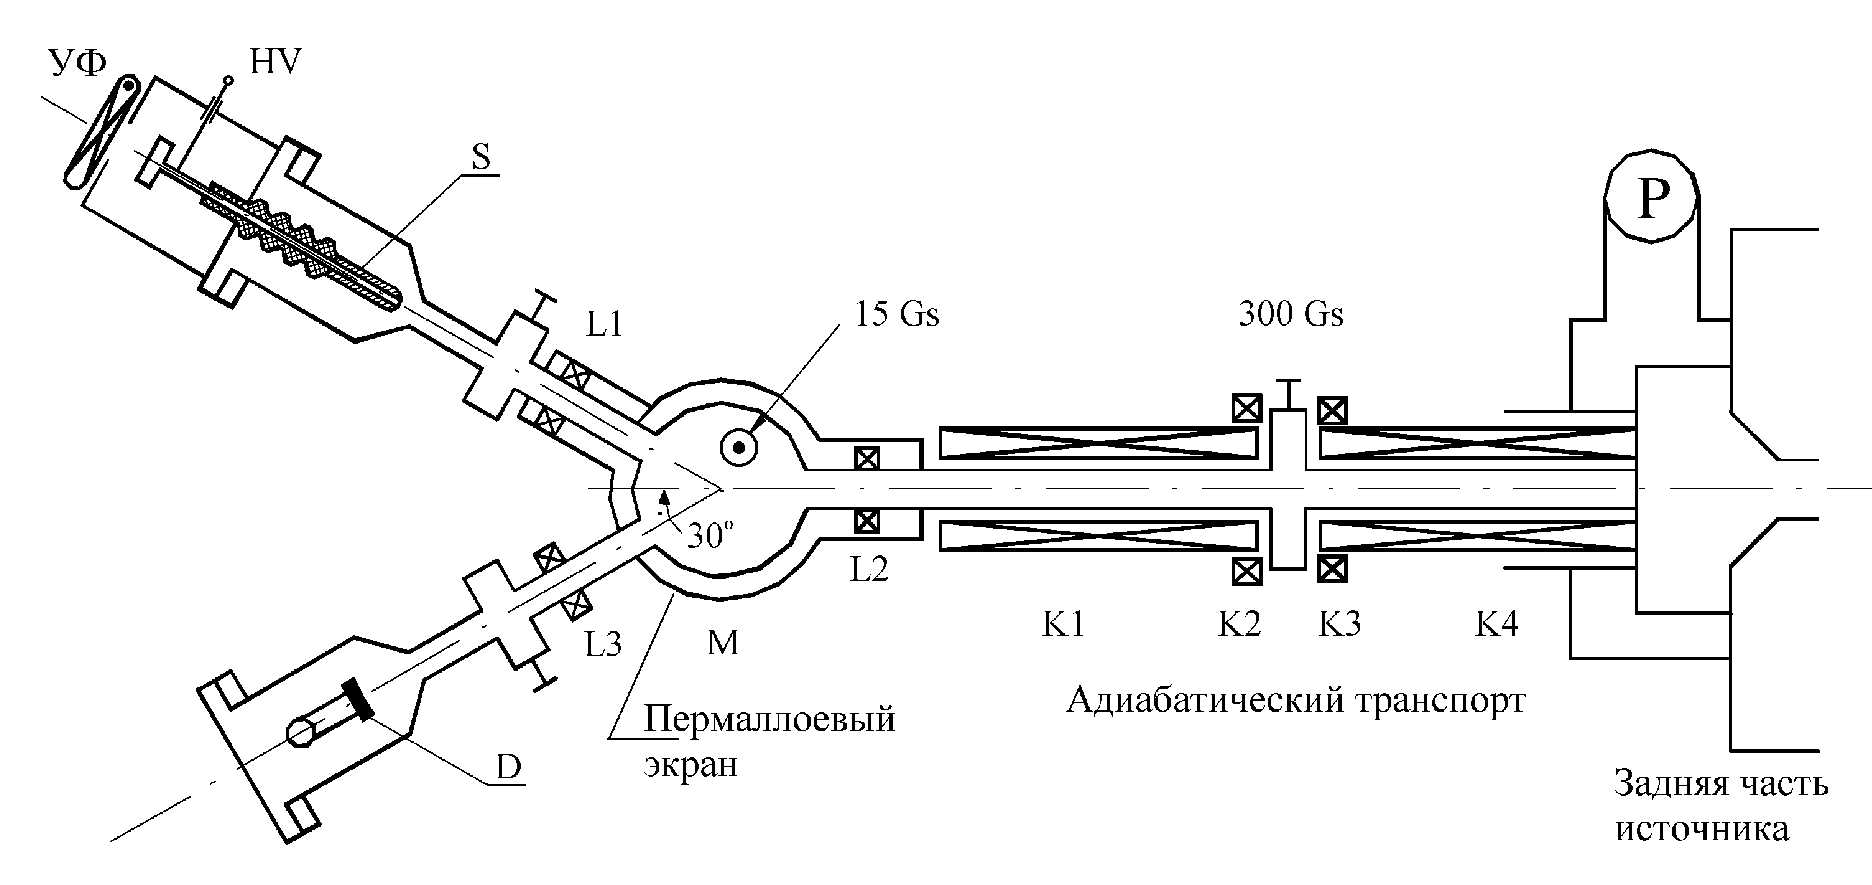 УФ
HV
S
P
L1
15 Gs
300 Gs
30º
L2
L3
M
K1
K2
K3
K4
Адиабатический транспорт
Пермаллоевый
экран
D
Задняя часть
источника